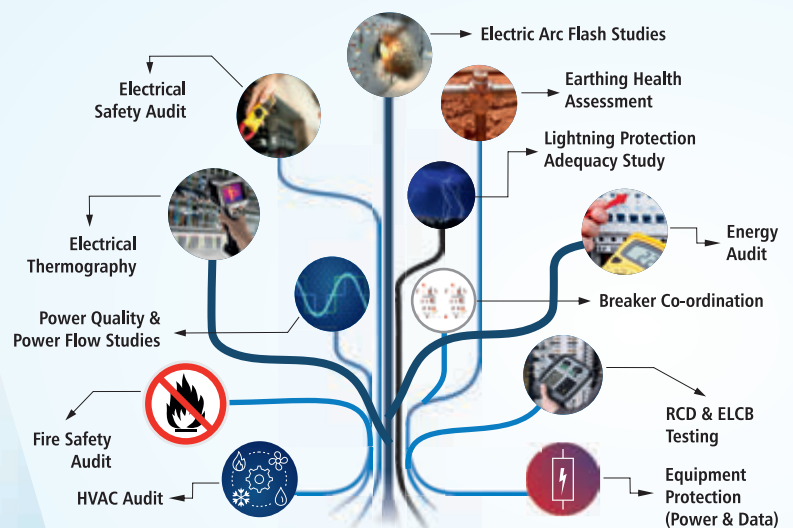 Electric Arc Flash Studies
Electrical
Safety Audit
Earthing Health
Assessment
Lightning Protection
Adequacy Study
Electrical
Thermography
Energy
Audit
Power Quality &
Power Flow Studies
Breaker Co-ordination
Fire Safety
Audit
RCD & ELCB
Testing
HVAC Audit
Equipment
Protection
(Power & Data)